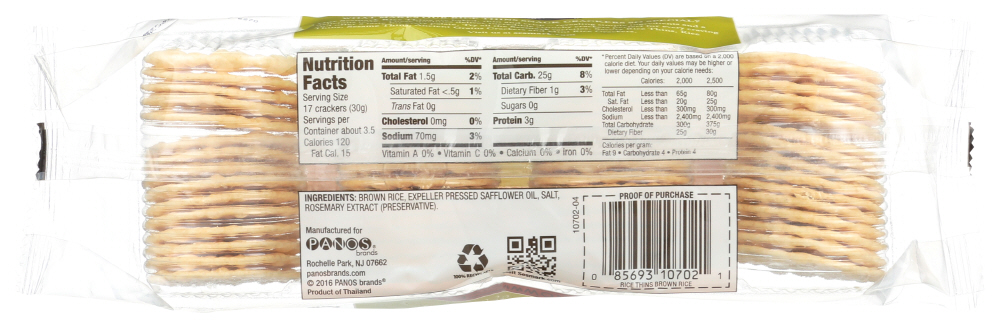 Nutrition
Facts
Serving Size
17 crackers (30g)
Servings per
Container about 3.5
Calories 120
Fat Cal. 15
Amount/serving %DV*
Total Fat 1.5g 2%
Saturated Fat <.5g 1%
Trans Fat 0g
Cholesterol 0mg 0%
Sodium 70mg 3%
Amount/serving %DV*
Total Carb. 25g 8%
Dietary Fiber 1g 3%
Sugars 0g
Protein 3g
Vitamin A 0% • Vitamin C 0% • Calcium 0% • Iron 0%
*Percent Daily Values (DV) are based on a 2,000
calorie diet. Your daily values may be higher or
lower depending on your calorie needs:
Calories: 2,000 2,500
Total Fat Less than 65g 80g
Sat. Fat Less than 20g 25g
Cholesterol Less than 300mg 300mg
Sodium Less than 2,400mg 2,400mg
Total Carbohydrate 300g 375g
Dietary Fiber 25g 30g
Calories per gram:
Fat 9 • Carbohydrate 4 • Protein 4
INGREDIENTS: BROWN RICE, EXPELLER PRESSED SAFFLOWER OIL, SALT,
ROSEMARY EXTRACT (PRESERVATIVE).
Manufactured for
PANOS®
brands
Rochelle Park, NJ 07662
panosbrands.com
© 2016 PANOS brands®
Product of Thailand
100%
10702-04
PROOF OF PURCHASE
0 85693 10702 1
RICE THINS BROWN RICE